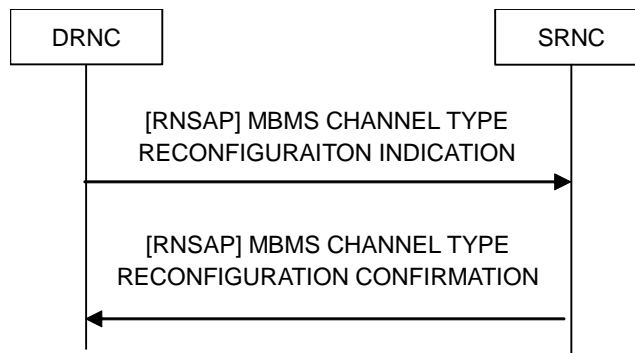 DRNC
SRNC
[RNSAP] MBMS CHANNEL TYPE
RECONFIGURAITON INDICATION
[RNSAP] MBMS CHANNEL TYPE
RECONFIGURATION CONFIRMATION